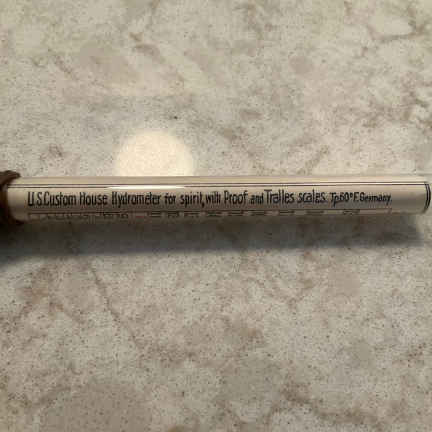 U.S.Custom House Hydrometer for spirit, with Proof and Tralles scales. Tp.60°F. Germany.